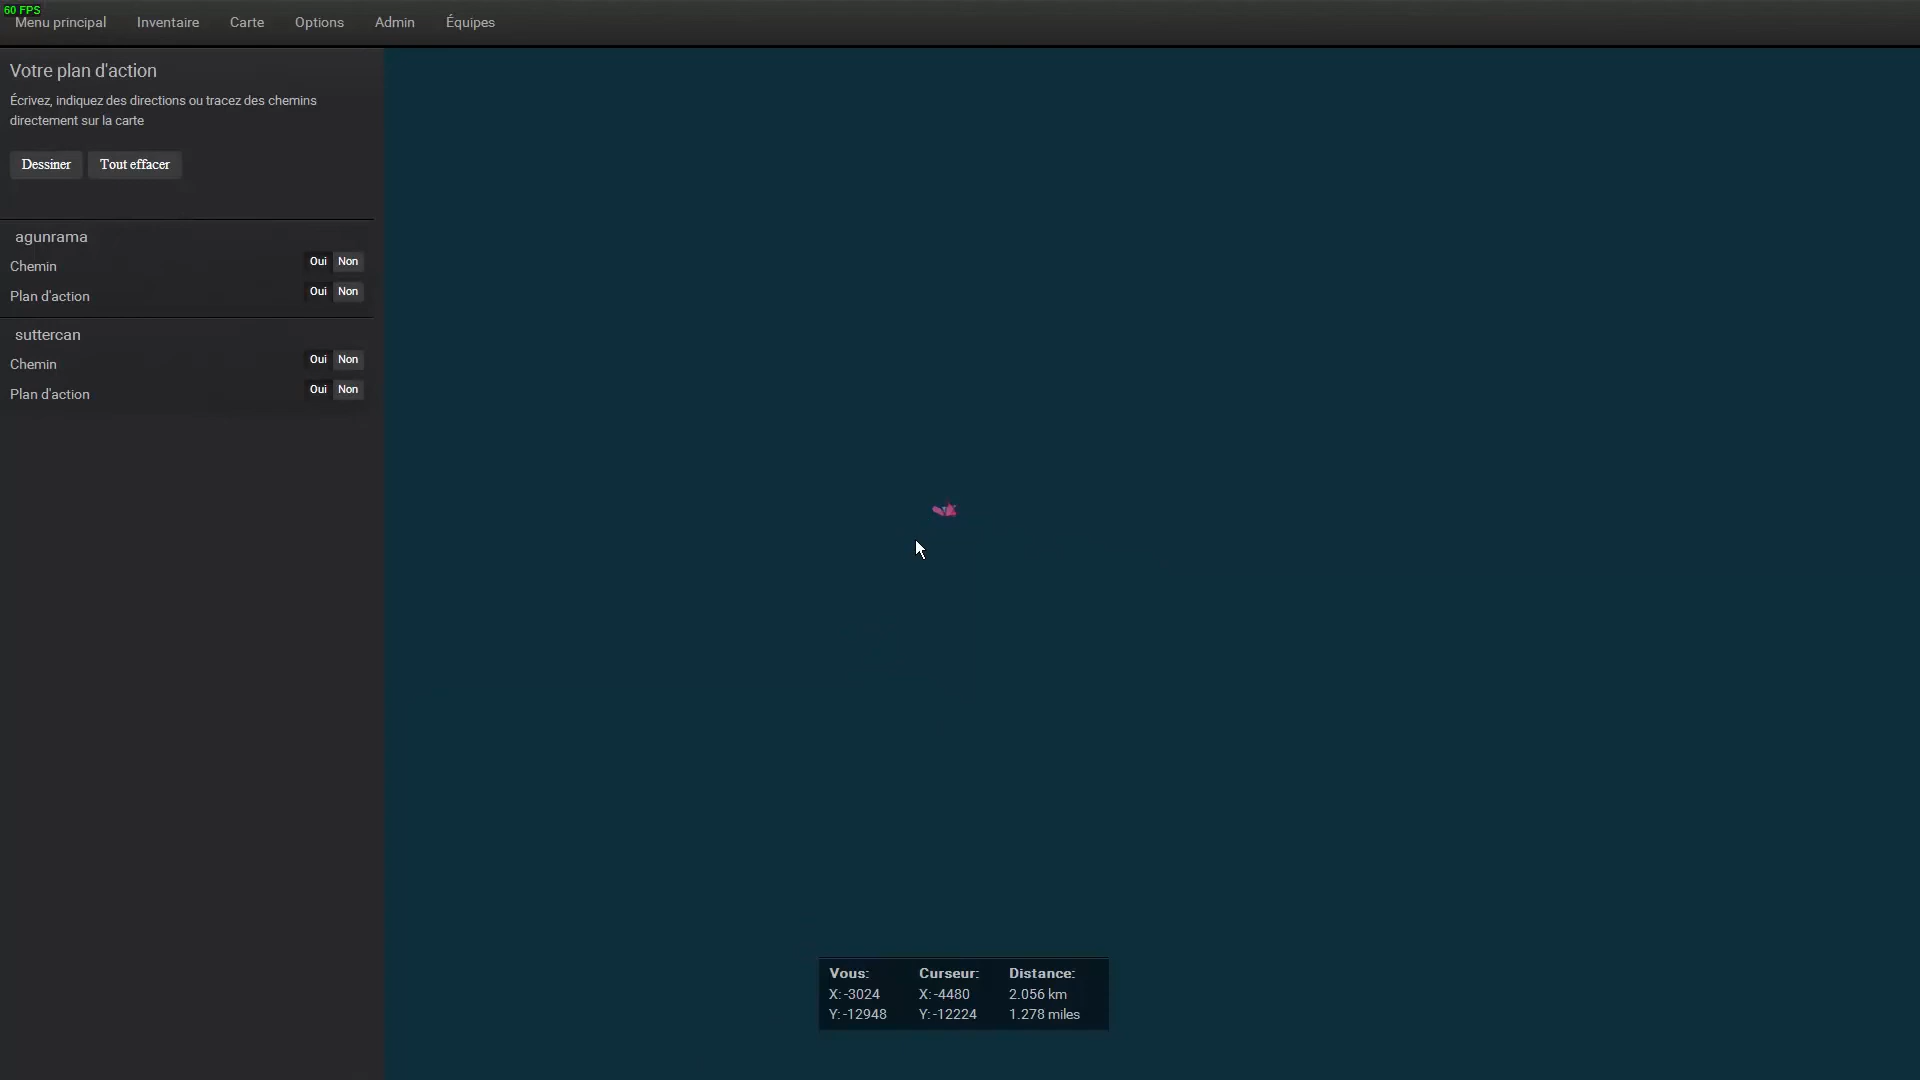 60 FPS
Menu principal Inventaire Carte Options Admin Équipes
Votre plan d'action
Écrivez, indiquez des directions ou tracez des chemins
directement sur la carte
Dessiner Tout effacer
agunrama
Chemin Oui Non
Plan d'action Oui Non
suttercan
Chemin Oui Non
Plan d'action Oui Non
Vous: Curseur: Distance:
X: -3024 X: -4480 2.056 km
Y: -12948 Y: -12224 1.278 miles